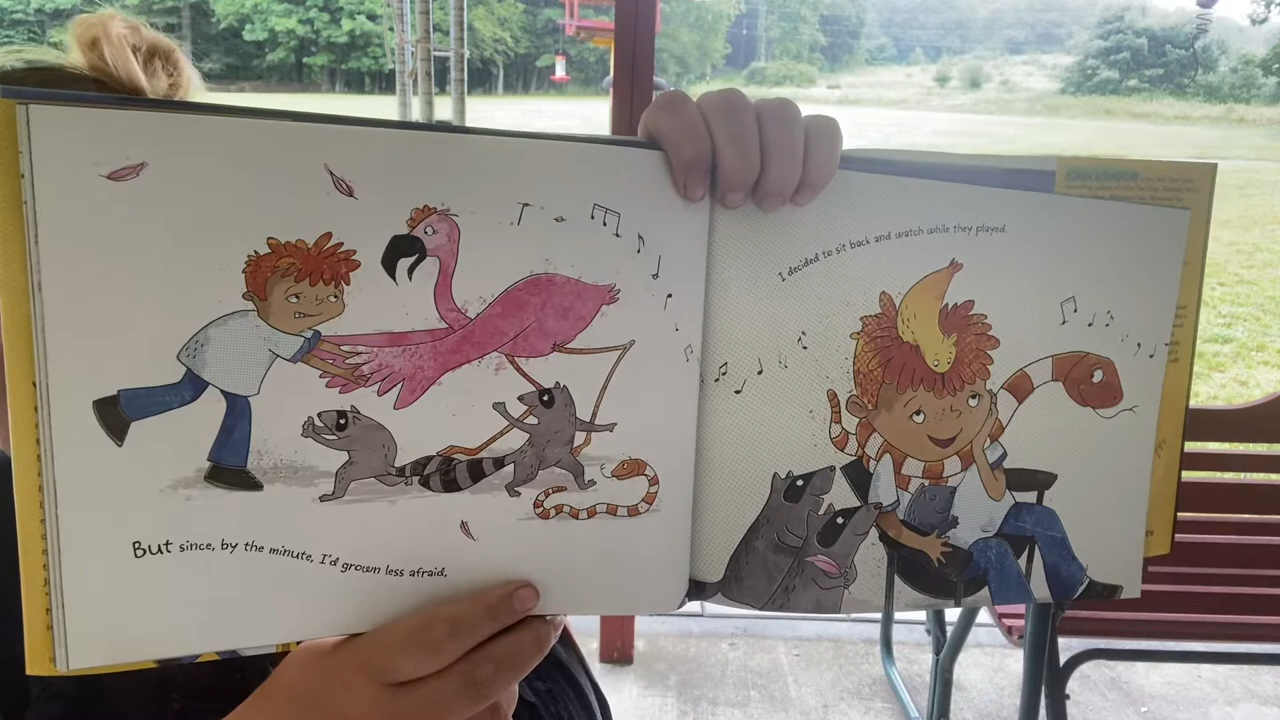 But since, by the minute, I'd grown less afraid,
I decided to sit back and watch while they played.